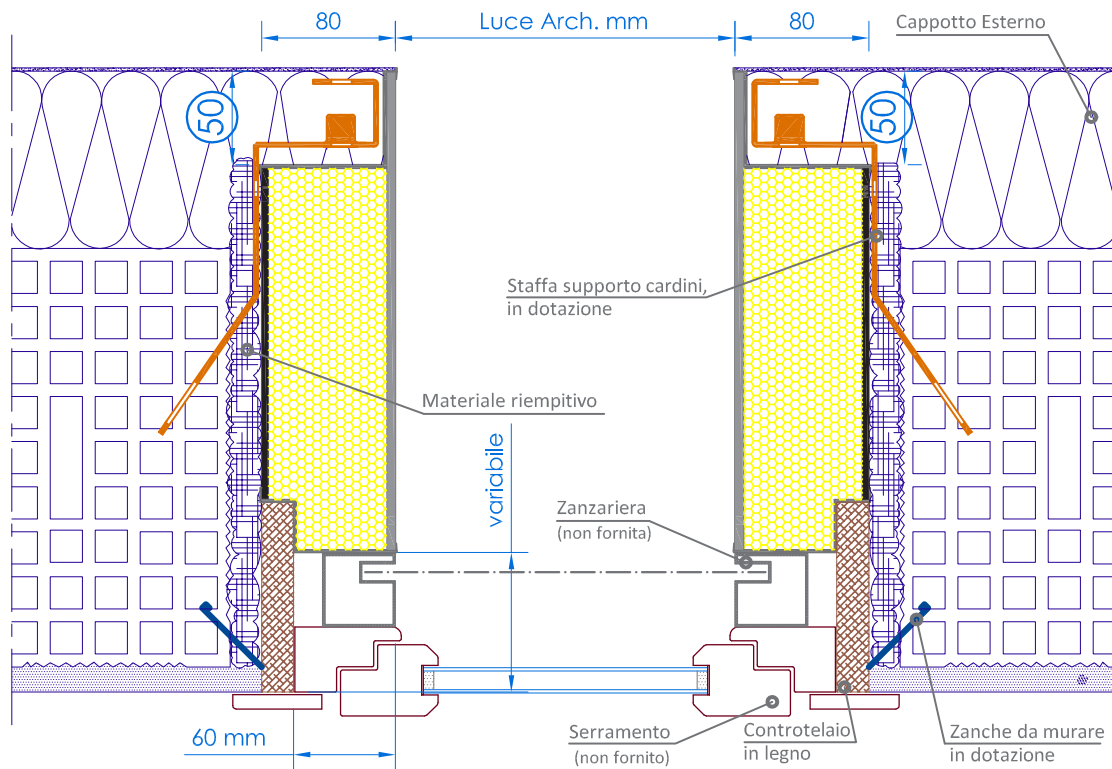 80
Luce Arch. mm
80
Cappotto Esterno
50
50
Staffa supporto cardini,
in dotazione
Materiale riempitivo
variabile
Zanzariera
(non fornita)
60 mm
Serramento
(non fornito)
Controtelaio
in legno
Zanche da murare
in dotazione